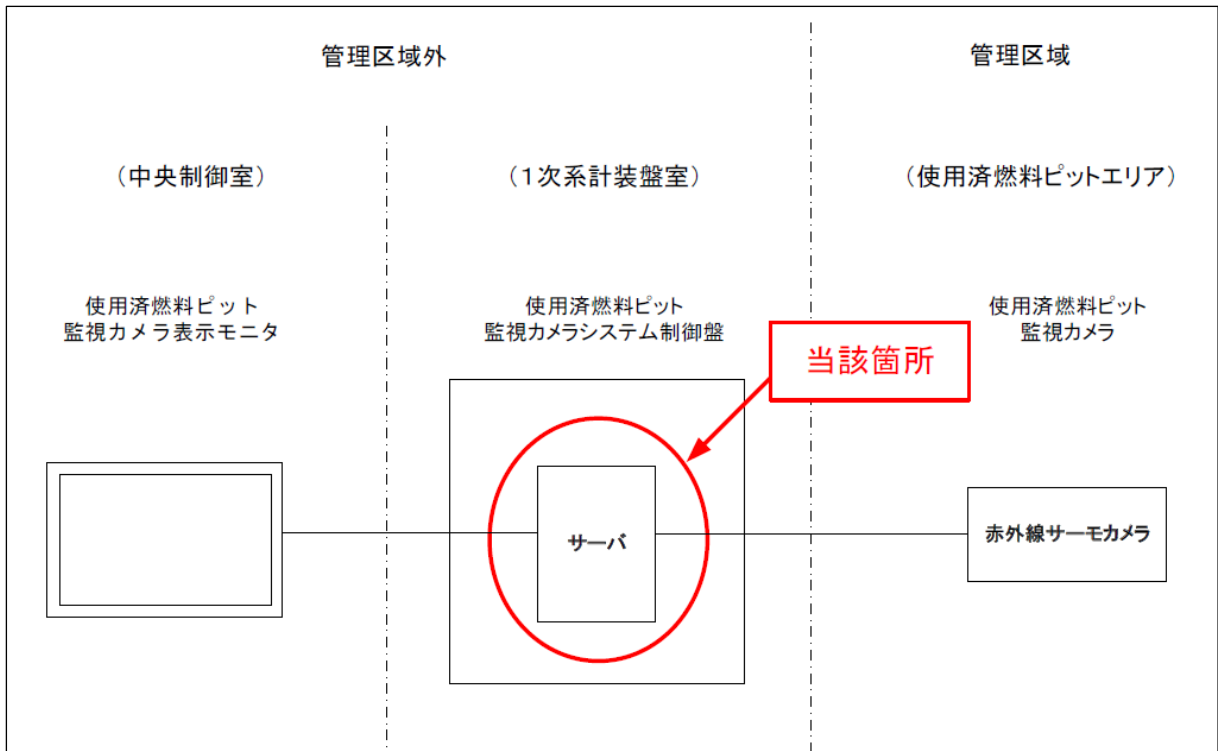 管理区域外
管理区域
(中央制御室)
(1次系計装盤室)
(使用済燃料ピットエリア)
使用済燃料ピット
監視カメラ表示モニタ
使用済燃料ピット
監視カメラシステム制御盤
使用済燃料ピット
監視カメラ
当該箇所
サーバ
赤外線サーモカメラ